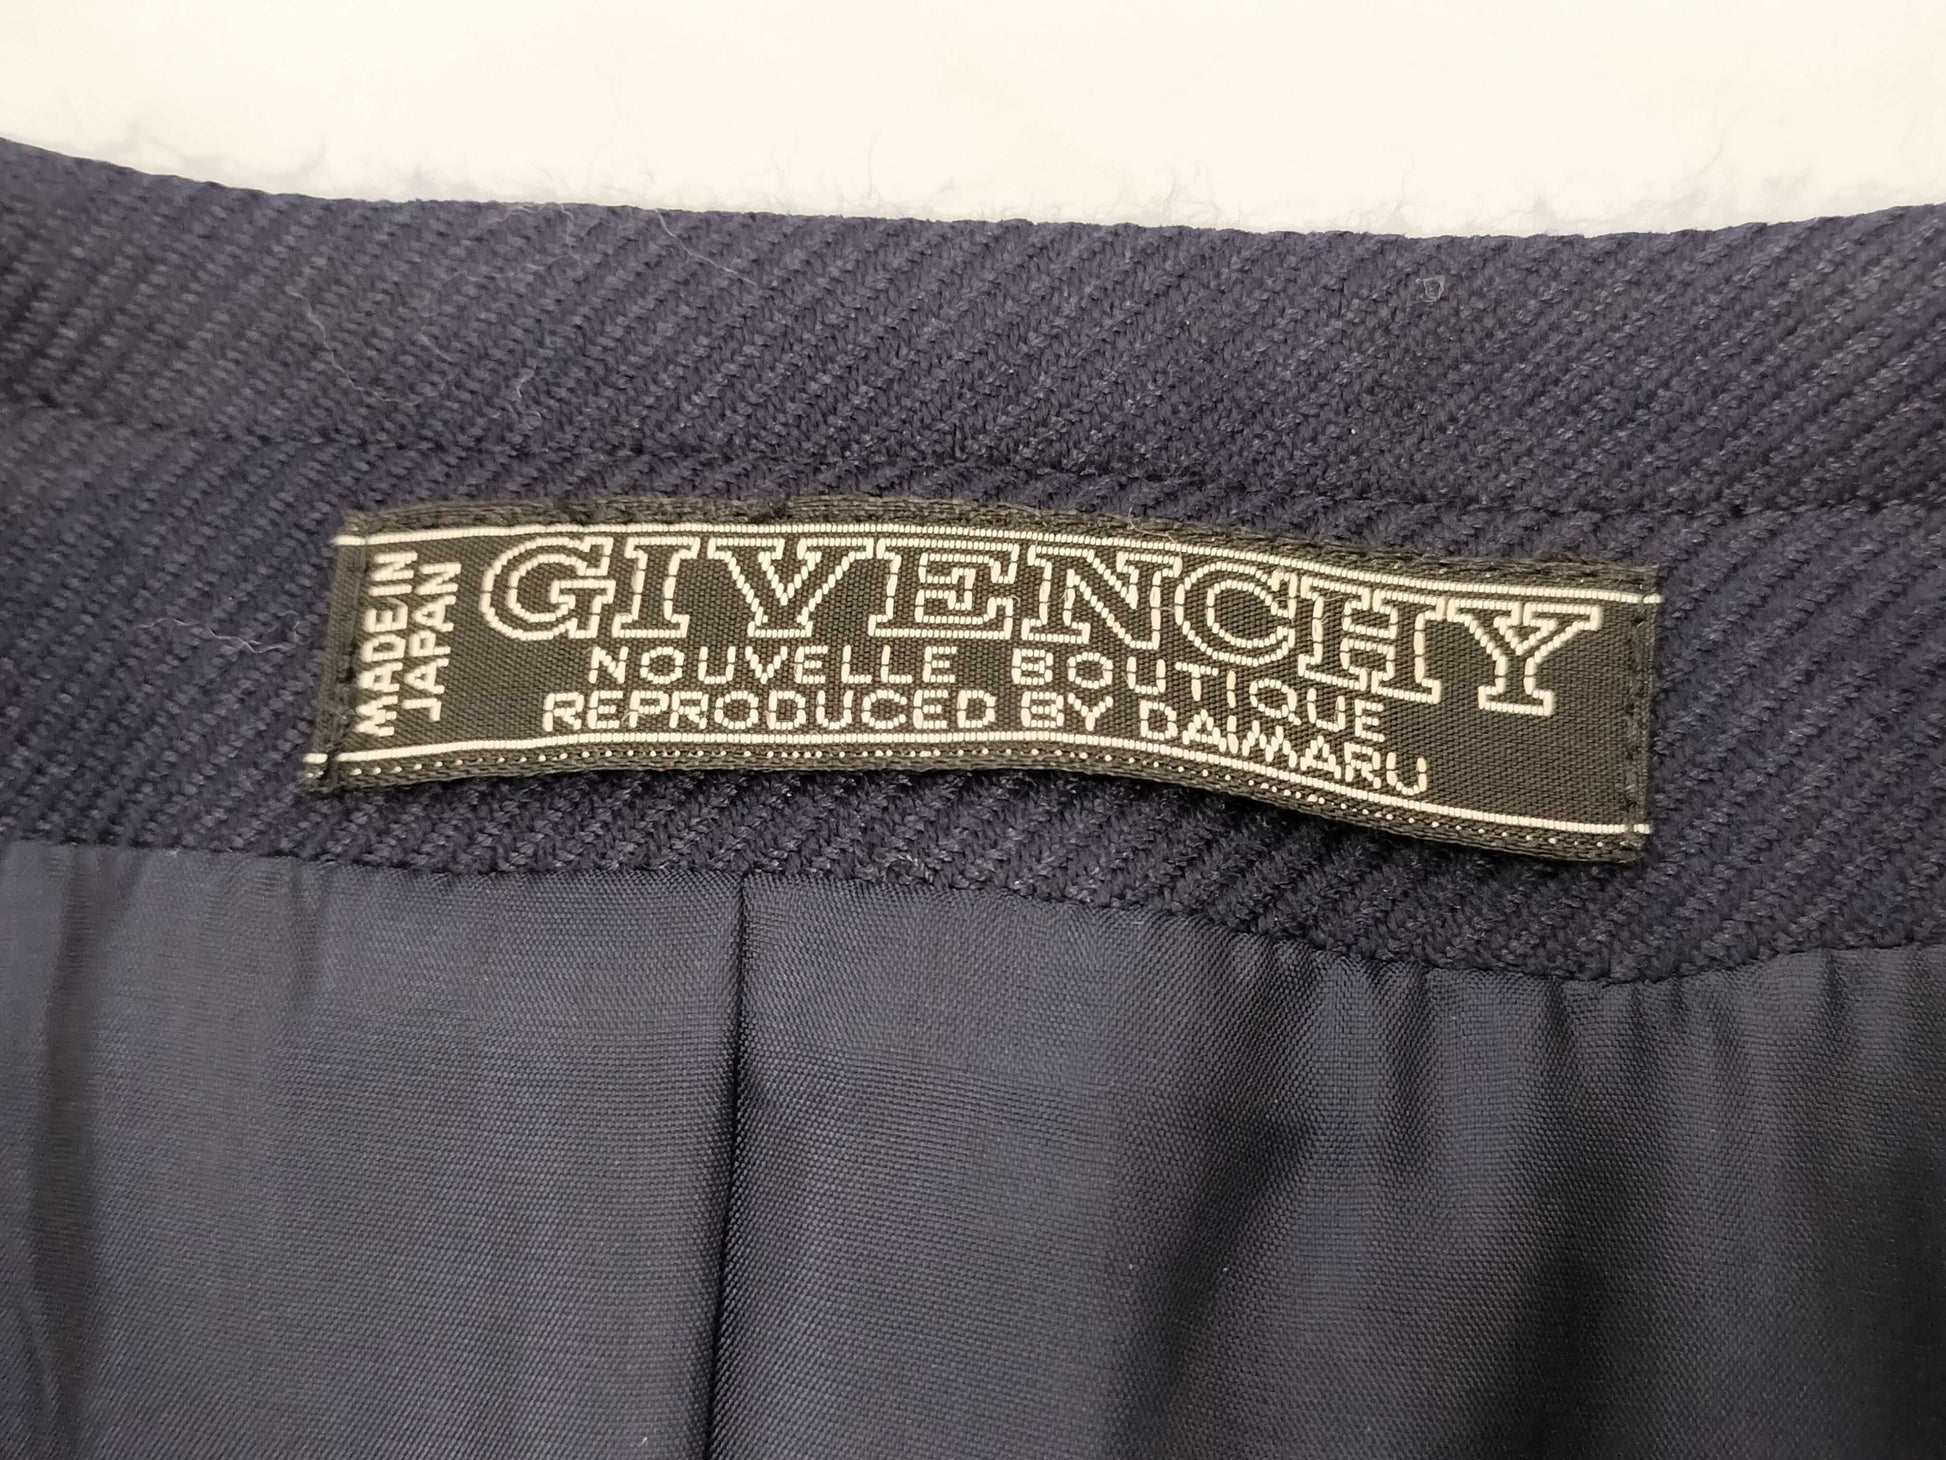 MADE IN
JAPAN
GIVENCHY
NOUVELLE BOUTIQUE
REPRODUCED BY DAIMARU